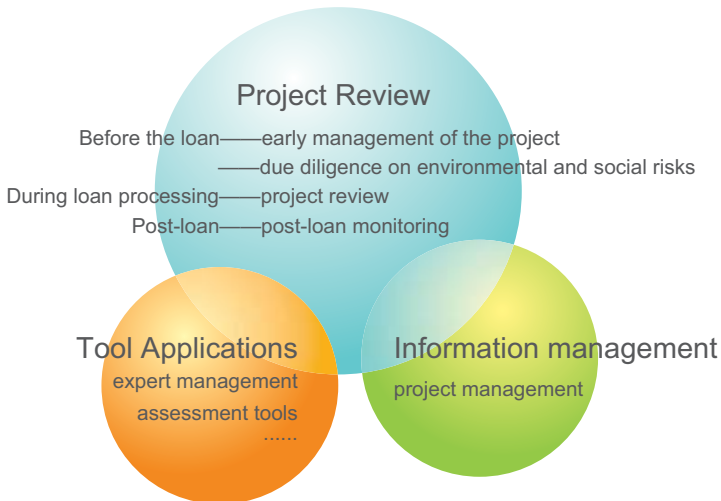 Project Review
Before the loan——early management of the project
——due diligence on environmental and social risks
During loan processing——project review
Post-loan——post-loan monitoring
Tool Applications
expert management
assessment tools
......
Information management
project management